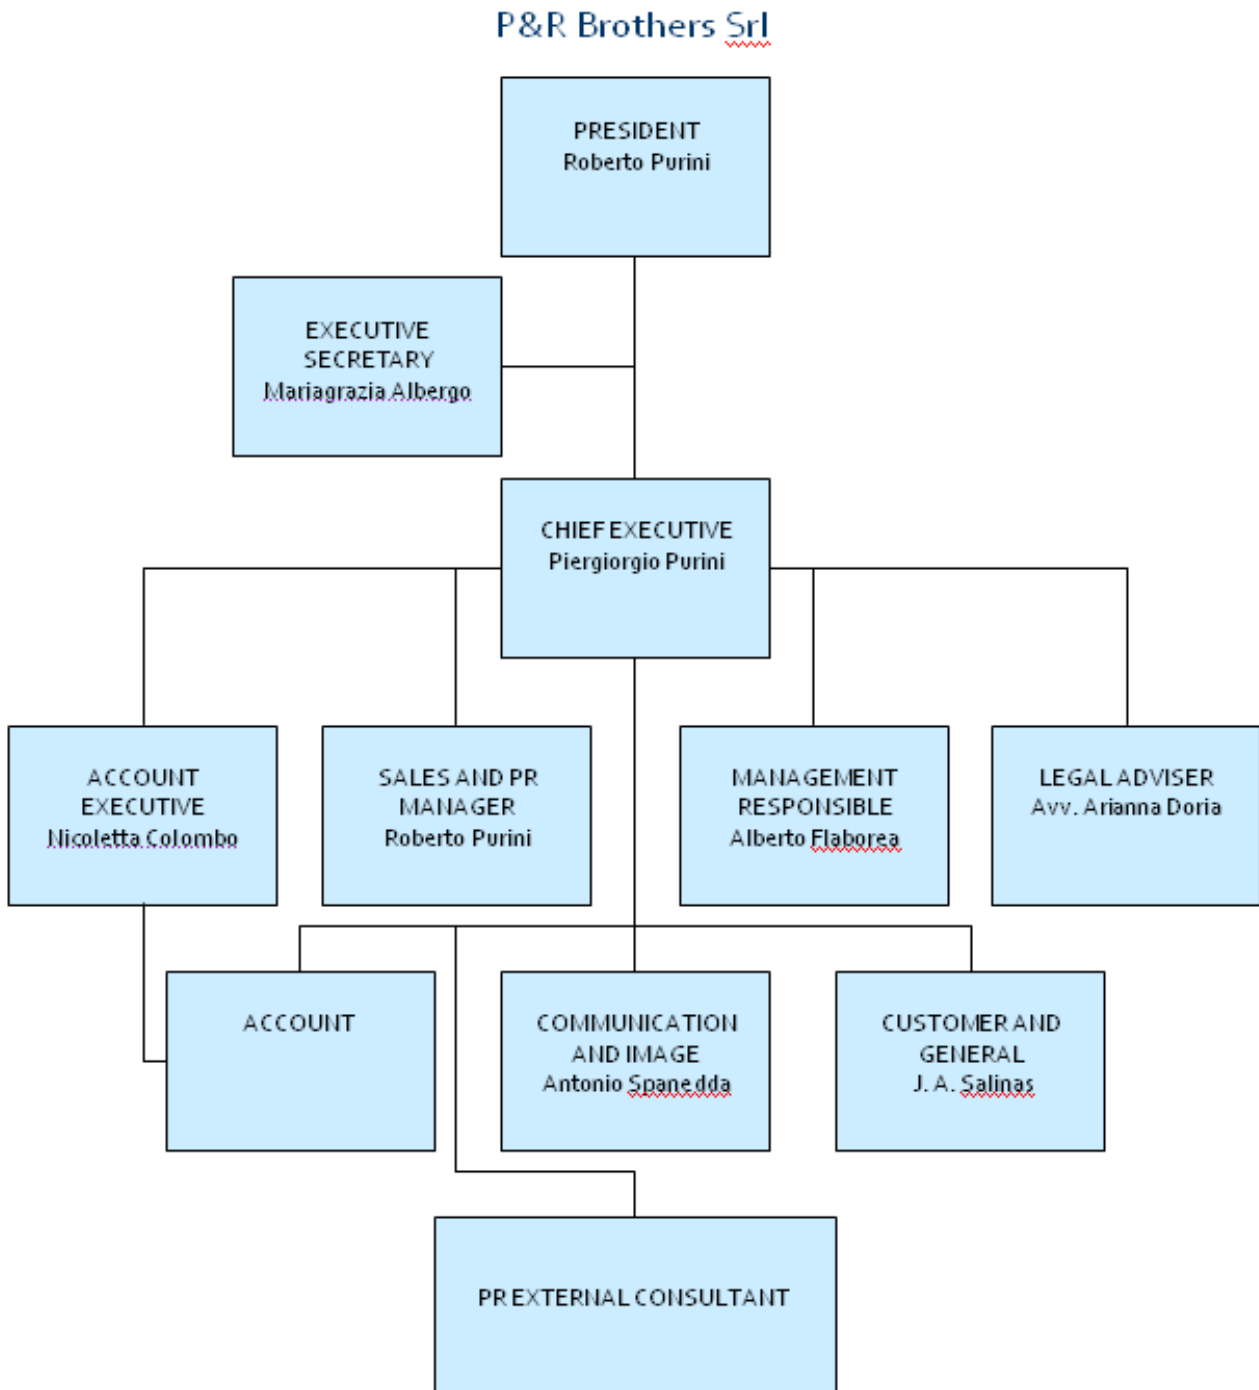 P&R Brothers Srl
PRESIDENT
Roberto Purini
EXECUTIVE
SECRETARY
Mariagrazia Albergo
CHIEF EXECUTIVE
Piergiorgio Purini
ACCOUNT
EXECUTIVE
Nicoletta Colombo
SALES AND PR
MANAGER
Roberto Purini
MANAGEMENT
RESPONSIBLE
Alberto Flaborea
LEGAL ADVISER
Avv. Arianna Doria
ACCOUNT
COMMUNICATION
AND IMAGE
Antonio Spanedda
CUSTOMER AND
GENERAL
J. A. Salinas
PR EXTERNAL CONSULTANT